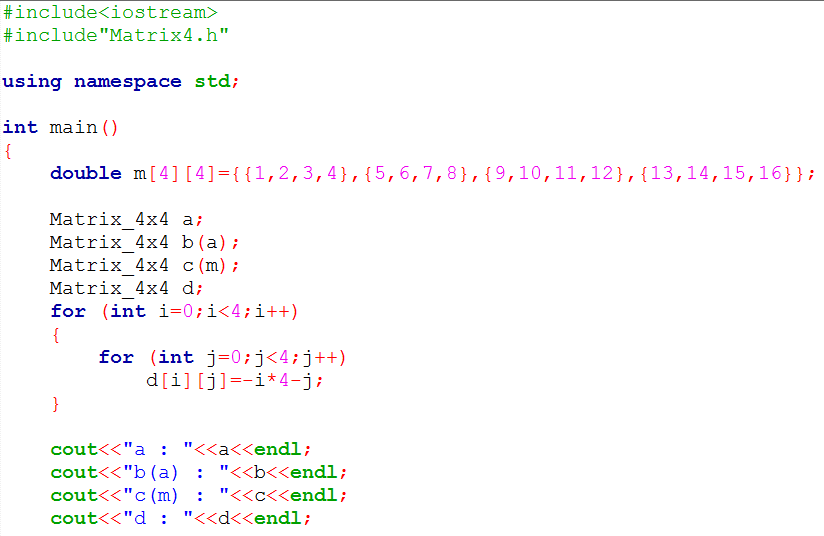 #include<iostream>
#include"Matrix4.h"
using namespace std;
int main()
{
double m[4][4]={{1,2,3,4},{5,6,7,8},{9,10,11,12},{13,14,15,16}};
Matrix_4x4 a;
Matrix_4x4 b(a);
Matrix_4x4 c(m);
Matrix_4x4 d;
for (int i=0;i<4;i++)
{
for (int j=0;j<4;j++)
d[i][j]=-i*4-j;
}
cout<<"a : "<<a<<endl;
cout<<"b(a) : "<<b<<endl;
cout<<"c(m) : "<<c<<endl;
cout<<"d : "<<d<<endl;